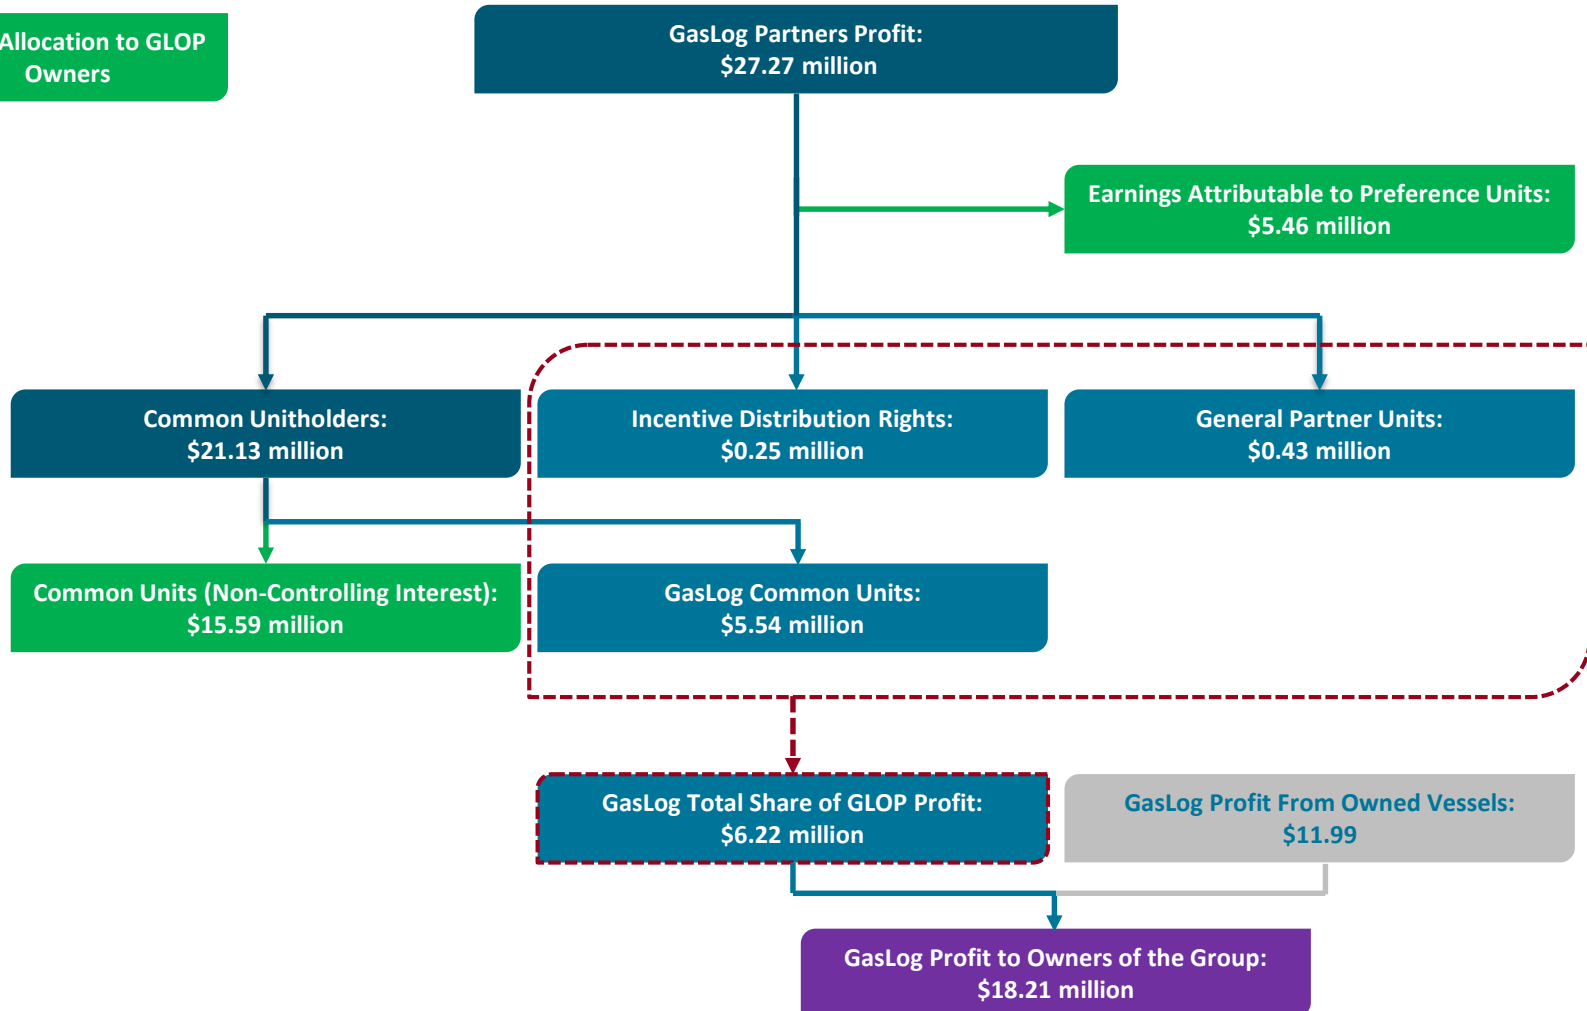 Allocation to GLOP
Owners
GasLog Partners Profit:
$27.27 million
Earnings Attributable to Preference Units:
$5.46 million
Common Unitholders:
$21.13 million
Incentive Distribution Rights:
$0.25 million
General Partner Units:
$0.43 million
Common Units (Non-Controlling Interest):
$15.59 million
GasLog Common Units:
$5.54 million
GasLog Total Share of GLOP Profit:
$6.22 million
GasLog Profit From Owned Vessels:
$11.99
GasLog Profit to Owners of the Group:
$18.21 million